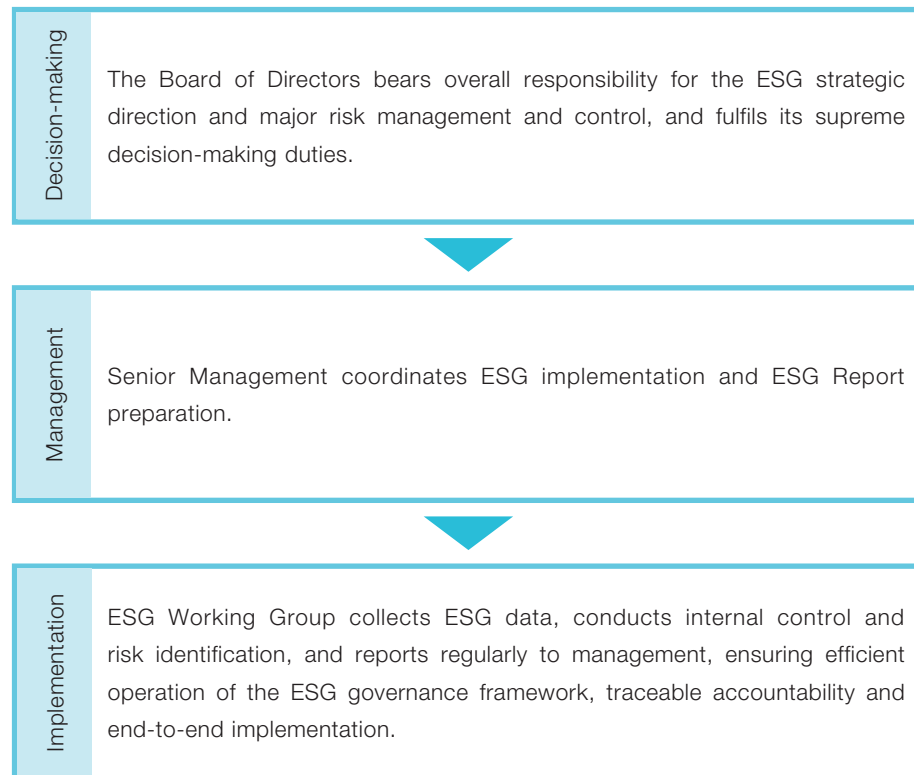 Decision-making
The Board of Directors bears overall responsibility for the ESG strategic
direction and major risk management and control, and fulfils its supreme
decision-making duties.
Management
Senior Management coordinates ESG implementation and ESG Report
preparation.
Implementation
ESG Working Group collects ESG data, conducts internal control and
risk identification, and reports regularly to management, ensuring efficient
operation of the ESG governance framework, traceable accountability and
end-to-end implementation.